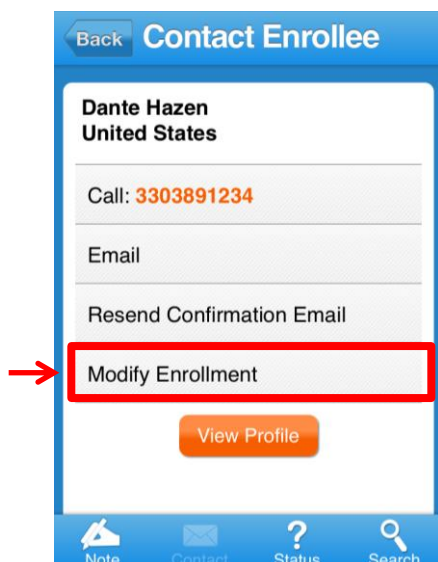 Back Contact Enrollee
Dante Hazen
United States
Call: 3303891234
Email
Resend Confirmation Email
Modify Enrollment
View Profile
Note Contact Status Search